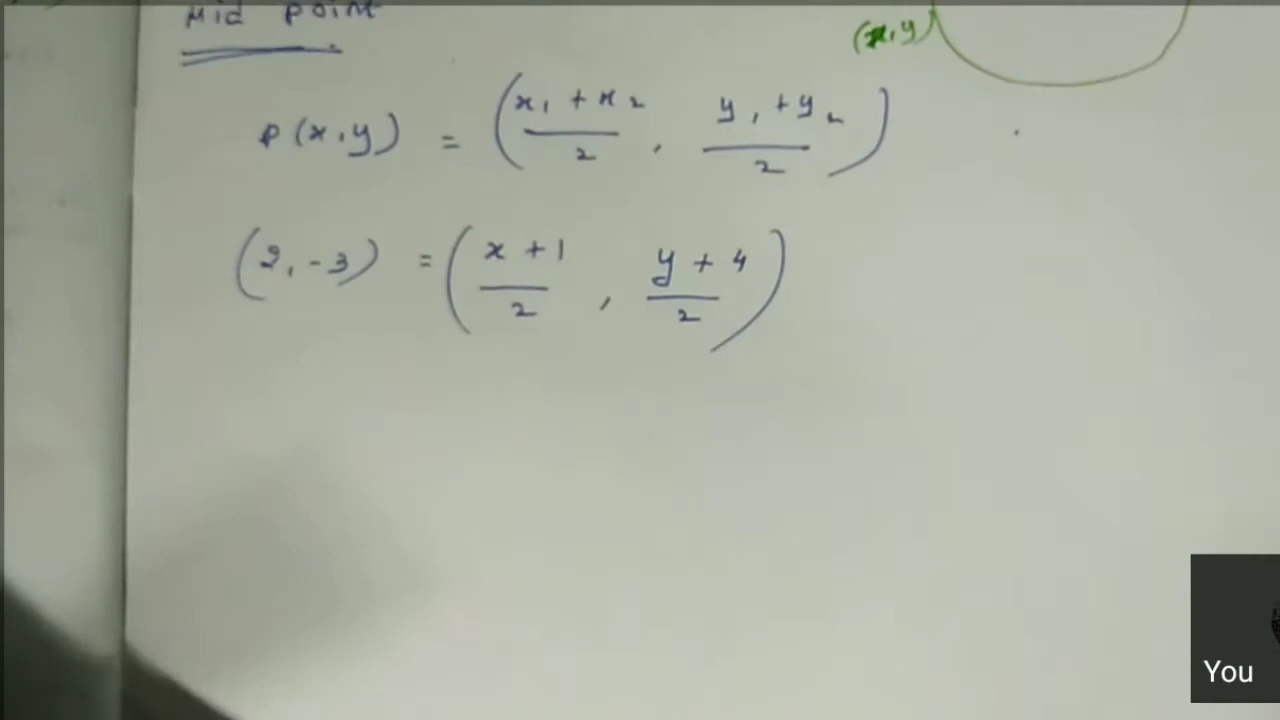 Mid point
(x,y)
P(x,y) = (x₁ + x₂ / 2 , y₁ + y₂ / 2)
(2, -3) = (x + 1 / 2 , y + 4 / 2)
You